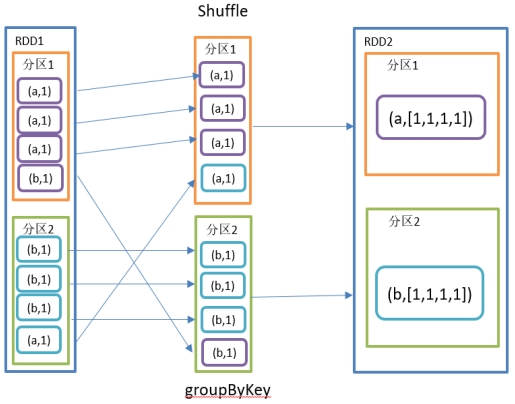 Shuffle
RDD1
分区1
(a,1)
(a,1)
(a,1)
(b,1)
分区2
(b,1)
(b,1)
(b,1)
(a,1)
分区1
(a,1)
(a,1)
(a,1)
(a,1)
分区2
(b,1)
(b,1)
(b,1)
(b,1)
groupByKey
RDD2
分区1
(a,[1,1,1,1])
分区2
(b,[1,1,1,1])